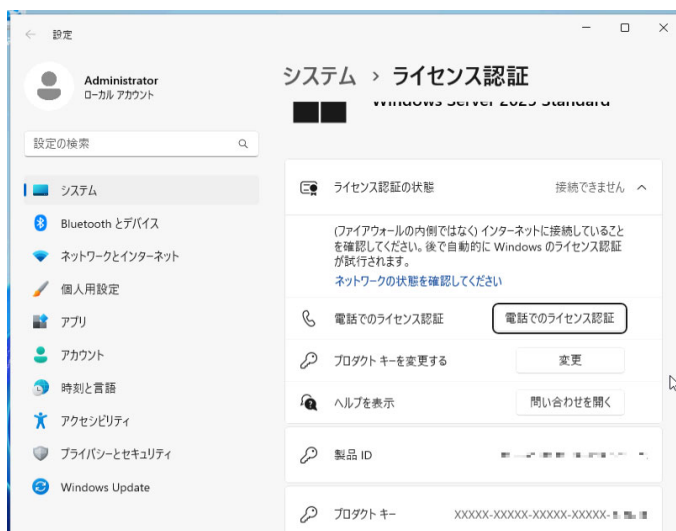 設定
Administrator
ローカル アカウント
設定の検索
システム
Bluetooth とデバイス
ネットワークとインターネット
個人用設定
アプリ
アカウント
時刻と言語
アクセシビリティ
プライバシーとセキュリティ
Windows Update
システム › ライセンス認証
Windows Server 2025 Standard
ライセンス認証の状態 接続できません
(ファイアウォールの内側ではなく) インターネットに接続していること
を確認してください。後で自動的に Windows のライセンス認証
が試行されます。
ネットワークの状態を確認してください
電話でのライセンス認証 電話でのライセンス認証
プロダクト キーを変更する 変更
ヘルプを表示 問い合わせを開く
製品 ID
プロダクト キー XXXXX-XXXXX-XXXXX-XXXXX-